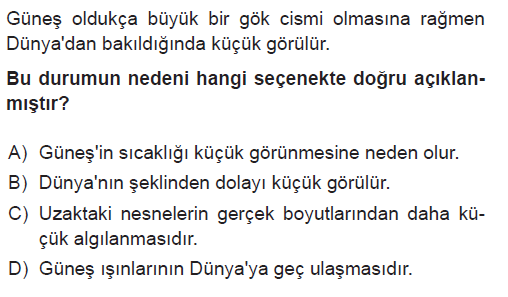 Güneş oldukça büyük bir gök cismi olmasına rağmen
Dünya'dan bakıldığında küçük görülür.
Bu durumun nedeni hangi seçenekte doğru açıklan-
mıştır?
A) Güneş'in sıcaklığı küçük görünmesine neden olur.
B) Dünya'nın şeklinden dolayı küçük görülür.
C) Uzaktaki nesnelerin gerçek boyutlarından daha kü-
çük algılanmasıdır.
D) Güneş ışınlarının Dünya'ya geç ulaşmasıdır.